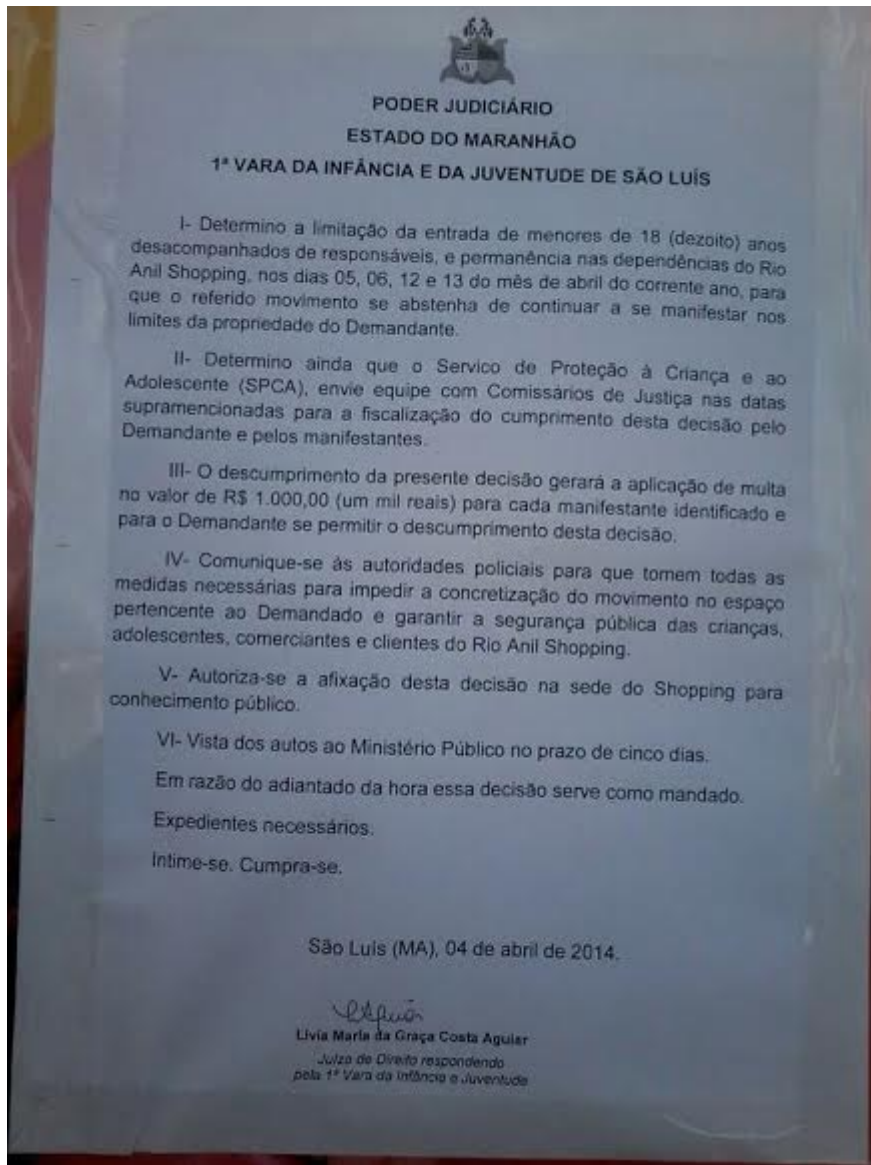 PODER JUDICIÁRIO
ESTADO DO MARANHÃO
1ª VARA DA INFÂNCIA E DA JUVENTUDE DE SÃO LUÍS
I- Determino a limitação da entrada de menores de 18 (dezoito) anos
desacompanhados de responsáveis, e permanência nas dependências do Rio
Anil Shopping, nos dias 05, 06, 12 e 13 do mês de abril do corrente ano, para
que o referido movimento se abstenha de continuar a se manifestar nos
limites da propriedade do Demandante.
II- Determino ainda que o Servico de Proteção à Criança e ao
Adolescente (SPCA), envie equipe com Comissários de Justiça nas datas
supramencionadas para a fiscalização do cumprimento desta decisão pelo
Demandante e pelos manifestantes.
III- O descumprimento da presente decisão gerará a aplicação de multa
no valor de R$ 1.000,00 (um mil reais) para cada manifestante identificado e
para o Demandante se permitir o descumprimento desta decisão.
IV- Comunique-se às autoridades policiais para que tomem todas as
medidas necessárias para impedir a concretização do movimento no espaço
pertencente ao Demandado e garantir a segurança pública das crianças,
adolescentes, comerciantes e clientes do Rio Anil Shopping.
V- Autoriza-se a afixação desta decisão na sede do Shopping para
conhecimento público.
VI- Vista dos autos ao Ministério Público no prazo de cinco dias.
Em razão do adiantado da hora essa decisão serve como mandado.
Expedientes necessários.
Intime-se. Cumpra-se.
São Luis (MA), 04 de abril de 2014.
Lívia Maria da Graça Costa Aguiar
Juíza de Direito respondendo
pela 1ª Vara da Infância e Juventude